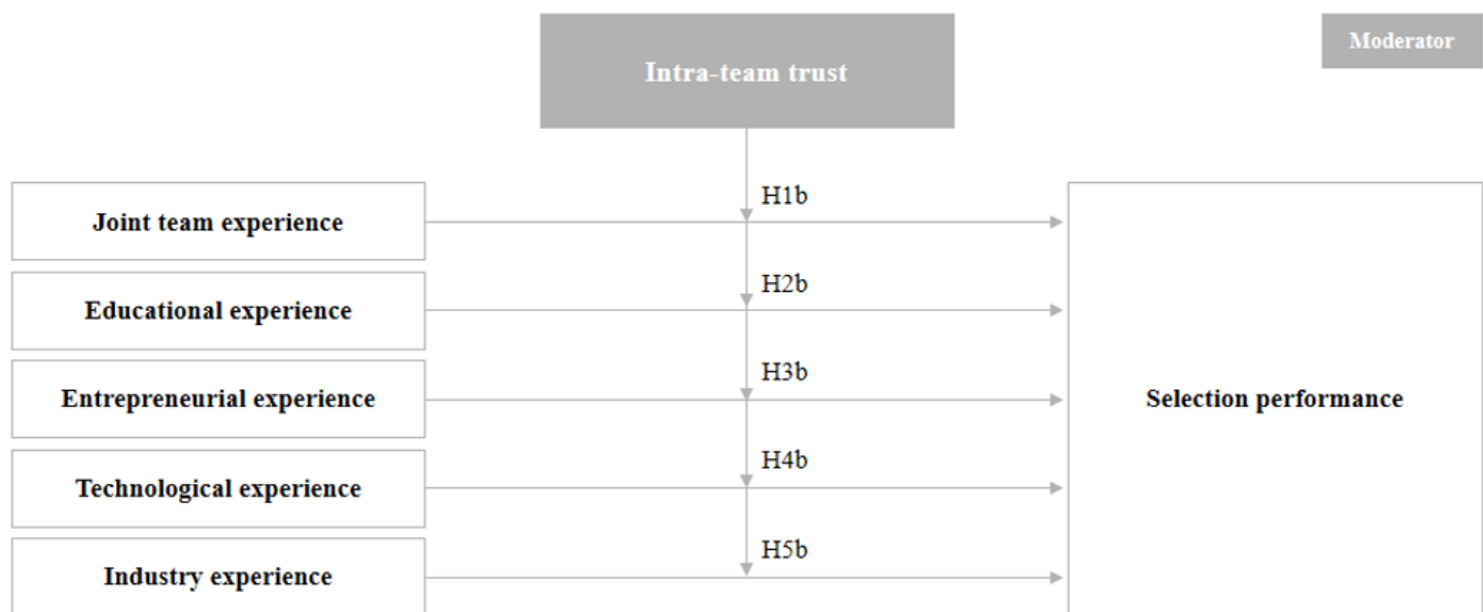 Intra-team trust
Moderator
H1b
Joint team experience
H2b
Educational experience
H3b
Entrepreneurial experience
Selection performance
H4b
Technological experience
H5b
Industry experience